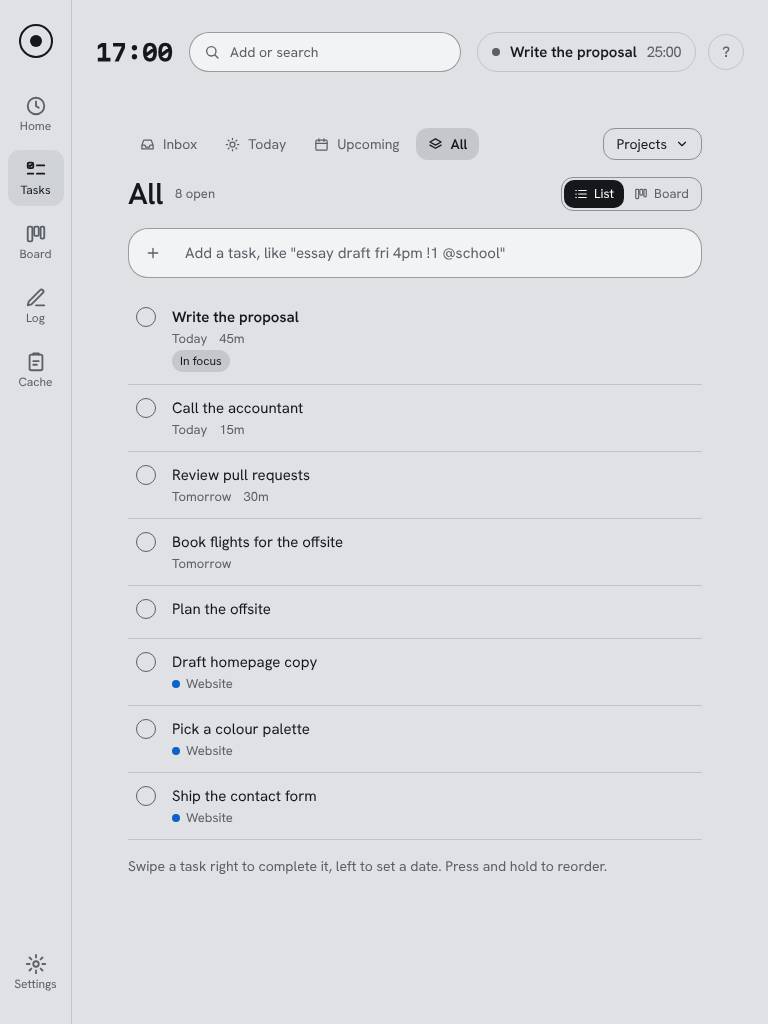 17:00
Add or search
Write the proposal 25:00
?
Home
Tasks
Board
Log
Cache
Settings
Inbox
Today
Upcoming
All
Projects
All 8 open
List
Board
Add a task, like "essay draft fri 4pm !1 @school"
Write the proposal
Today 45m
In focus
Call the accountant
Today 15m
Review pull requests
Tomorrow 30m
Book flights for the offsite
Tomorrow
Plan the offsite
Draft homepage copy
Website
Pick a colour palette
Website
Ship the contact form
Website
Swipe a task right to complete it, left to set a date. Press and hold to reorder.